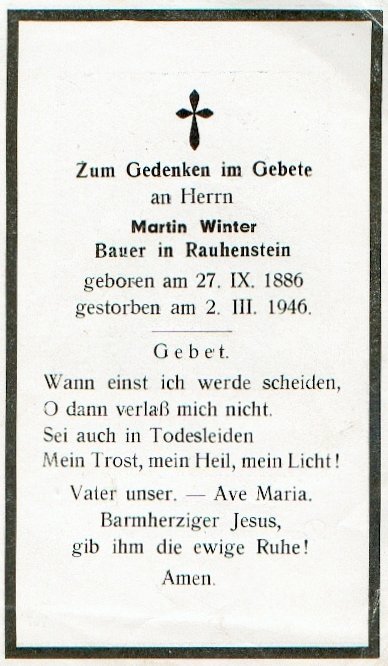 Zum Gedenken im Gebete
an Herrn
Martin Winter
Bauer in Rauhenstein
geboren am 27. IX. 1886
gestorben am 2. III. 1946.
Gebet.
Wann einst ich werde scheiden,
O dann verlaß mich nicht.
Sei auch in Todesleiden
Mein Trost, mein Heil, mein Licht!
Vater unser. — Ave Maria.
Barmherziger Jesus,
gib ihm die ewige Ruhe!
Amen.